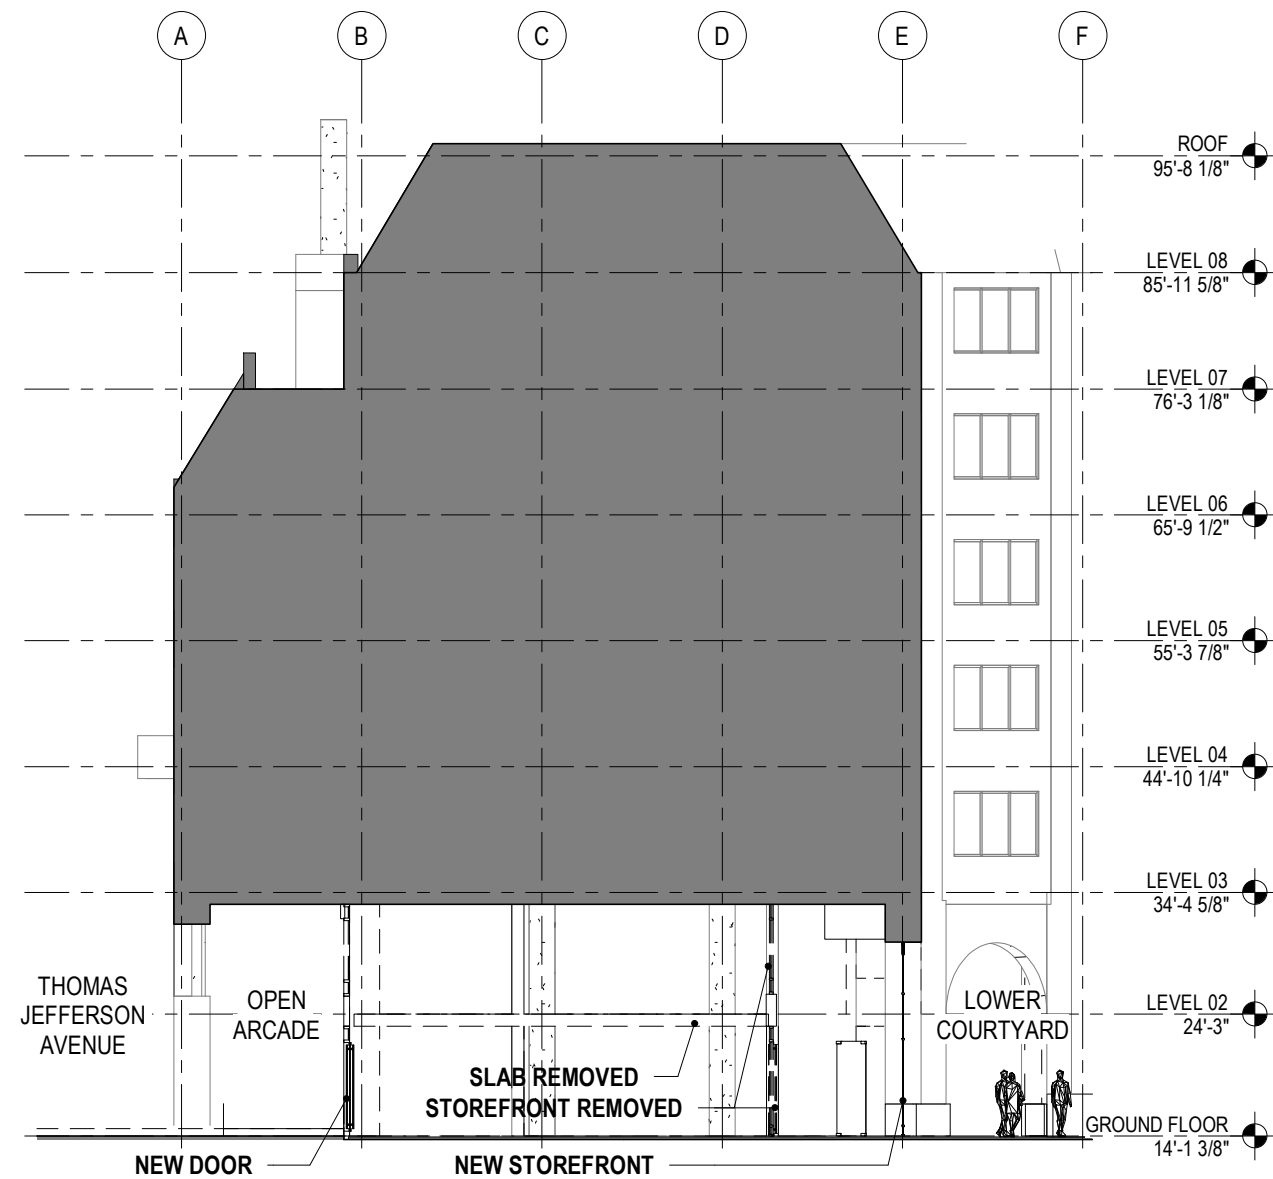 A
B
C
D
E
F
ROOF
95'-8 1/8"
LEVEL 08
85'-11 5/8"
LEVEL 07
76'-3 1/8"
LEVEL 06
65'-9 1/2"
LEVEL 05
55'-3 7/8"
LEVEL 04
44'-10 1/4"
LEVEL 03
34'-4 5/8"
THOMAS
JEFFERSON
AVENUE
OPEN
ARCADE
LOWER
COURTYARD
LEVEL 02
24'-3"
SLAB REMOVED
STOREFRONT REMOVED
GROUND FLOOR
14'-1 3/8"
NEW DOOR
NEW STOREFRONT